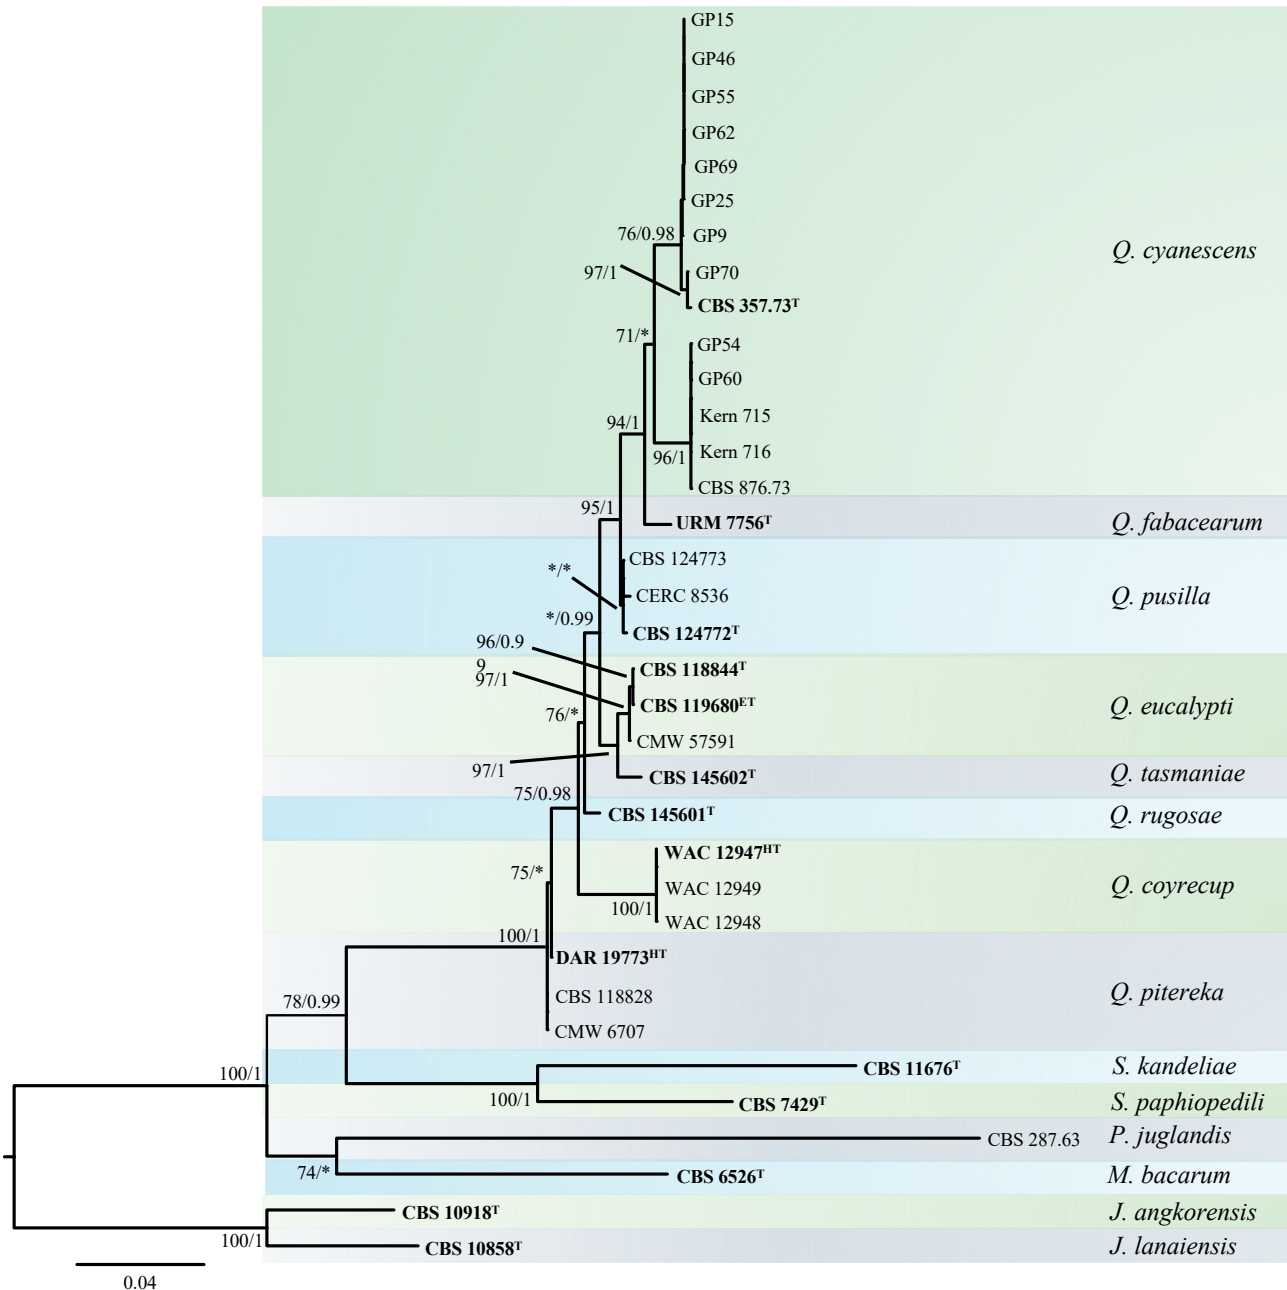 GP15
GP46
GP55
GP62
GP69
GP25
76/0.98
GP9
Q. cyanescens
97/1
GP70
CBS 357.73T
71/*
GP54
GP60
94/1
Kern 715
96/1
Kern 716
CBS 876.73
95/1
URM 7756T
Q. fabacearum
*/*
CBS 124773
CERC 8536
Q. pusilla
*/0.99
CBS 124772T
96/0.9
9
97/1
CBS 118844T
CBS 119680ET
Q. eucalypti
76/*
CMW 57591
97/1
CBS 145602T
Q. tasmaniae
75/0.98
CBS 145601T
Q. rugosae
WAC 12947HT
75/*
WAC 12949
Q. coyrecup
100/1
WAC 12948
100/1
DAR 19773HT
78/0.99
CBS 118828
Q. pitereka
CMW 6707
100/1
CBS 11676T
S. kandeliae
100/1
CBS 7429T
S. paphiopedili
CBS 287.63
P. juglandis
74/*
CBS 6526T
M. bacarum
CBS 10918T
J. angkorensis
100/1
CBS 10858T
J. lanaiensis
0.04